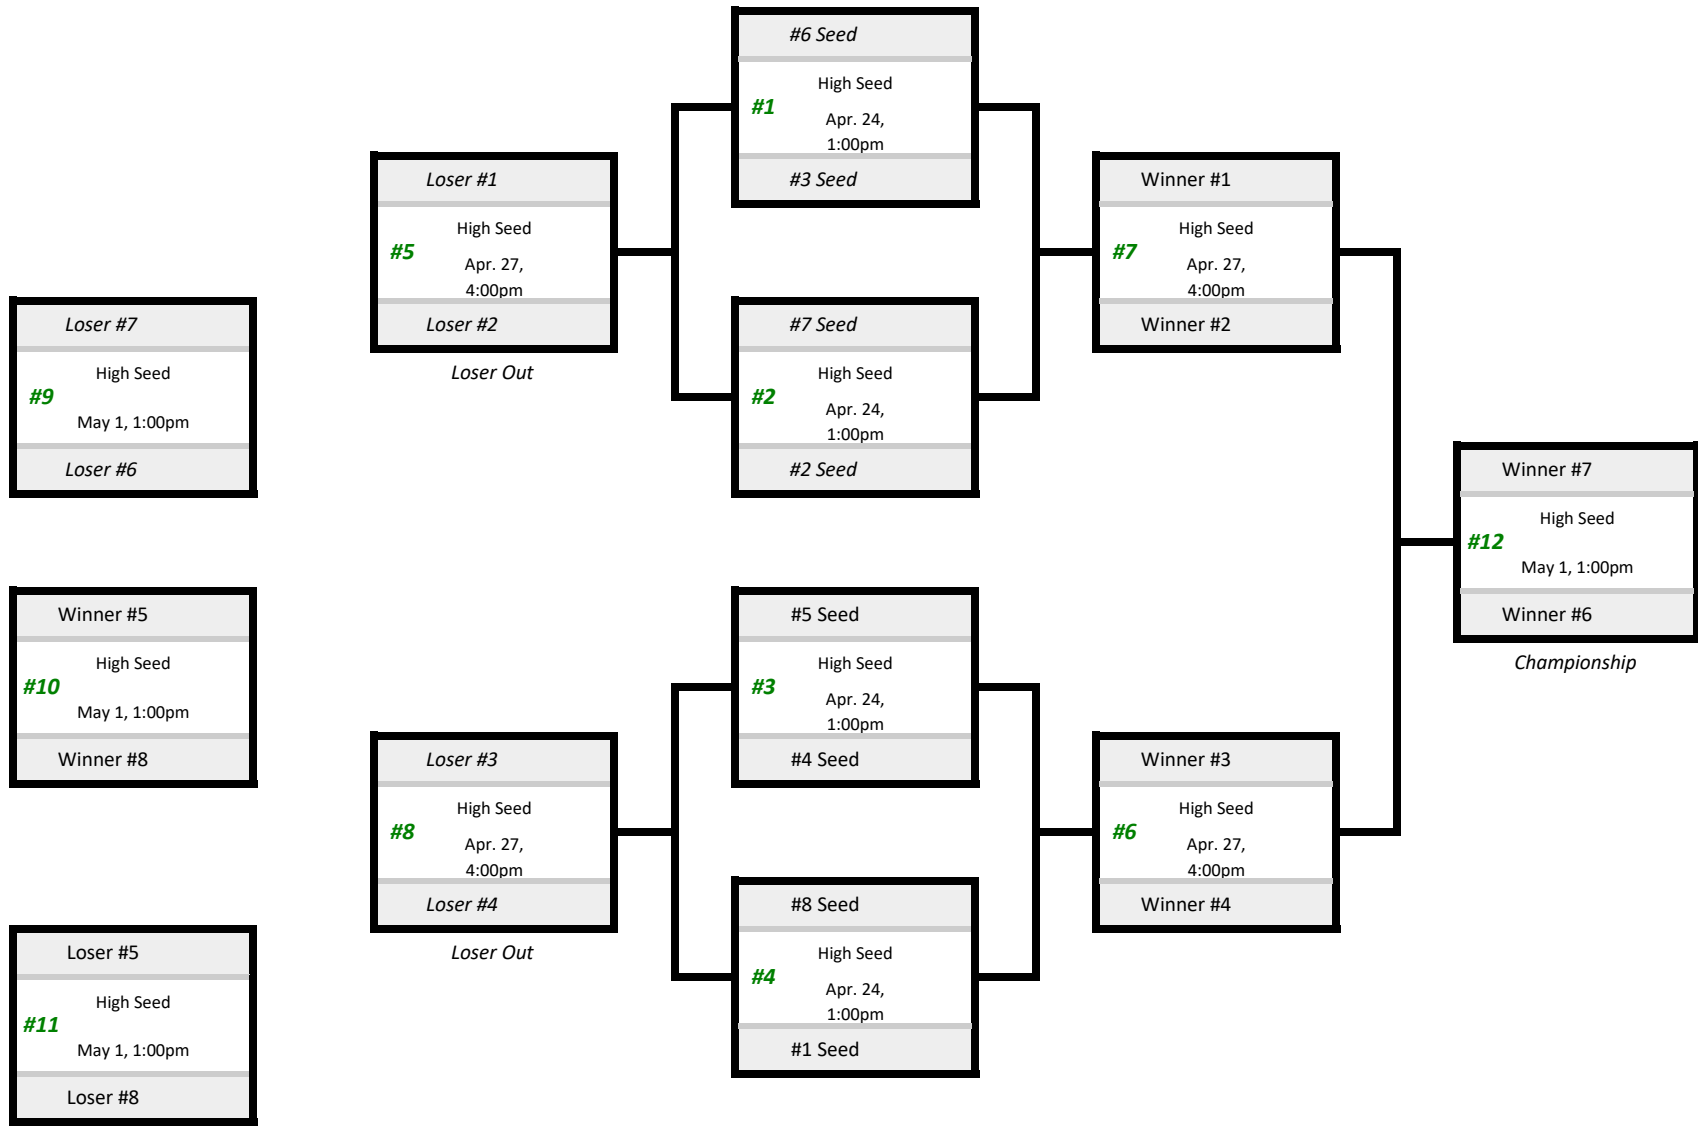 #6 Seed
High Seed
#1
Apr. 24,
1:00pm
#3 Seed
Loser #1
High Seed
#5
Apr. 27,
4:00pm
Loser #2
Loser Out
Winner #1
High Seed
#7
Apr. 27,
4:00pm
Winner #2
Loser #7
High Seed
#9
May 1, 1:00pm
Loser #6
#7 Seed
High Seed
#2
Apr. 24,
1:00pm
#2 Seed
Winner #7
High Seed
#12
May 1, 1:00pm
Winner #6
Championship
Winner #5
High Seed
#10
May 1, 1:00pm
Winner #8
#5 Seed
High Seed
#3
Apr. 24,
1:00pm
#4 Seed
Loser #3
High Seed
#8
Apr. 27,
4:00pm
Loser #4
Loser Out
Winner #3
High Seed
#6
Apr. 27,
4:00pm
Winner #4
#8 Seed
High Seed
#4
Apr. 24,
1:00pm
#1 Seed
Loser #5
High Seed
#11
May 1, 1:00pm
Loser #8